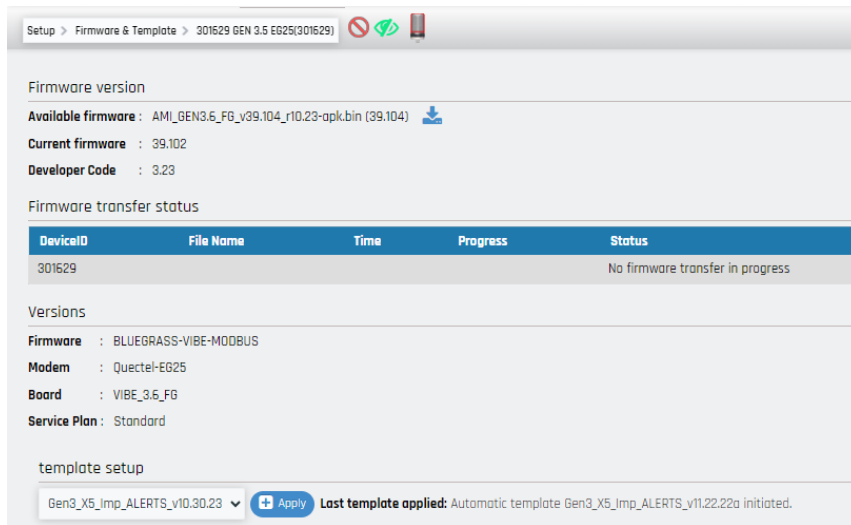 Setup > Firmware & Template > 301629 GEN 3.5 EG25(301629)
Firmware version
Available firmware : AMI_GEN3.6_FG_v39.104_r10.23-apk.bin (39.104)
Current firmware : 39.102
Developer Code : 3.23
Firmware transfer status
DeviceID File Name Time Progress Status
301629 No firmware transfer in progress
Versions
Firmware : BLUEGRASS-VIBE-MODBUS
Modem : Quectel-EG25
Board : VIBE_3.6_FG
Service Plan : Standard
template setup
Gen3_X5_Imp_ALERTS_v10.30.23 Apply Last template applied: Automatic template Gen3_X5_Imp_ALERTS_v11.22.22a initiated.